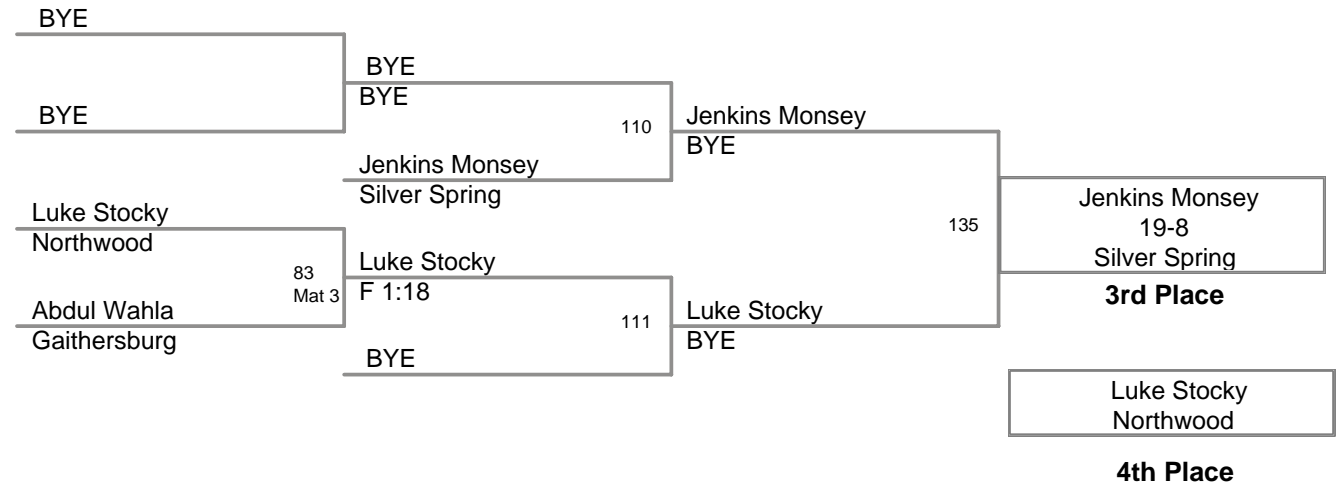 BYE
BYE
BYE
BYE
110
Jenkins Monsey
BYE
Jenkins Monsey
Silver Spring
Luke Stocky
Northwood
83
Mat 3
Luke Stocky
F 1:18
Abdul Wahla
Gaithersburg
111
Luke Stocky
BYE
BYE
135
Jenkins Monsey
19-8
Silver Spring
3rd Place
Luke Stocky
Northwood
4th Place